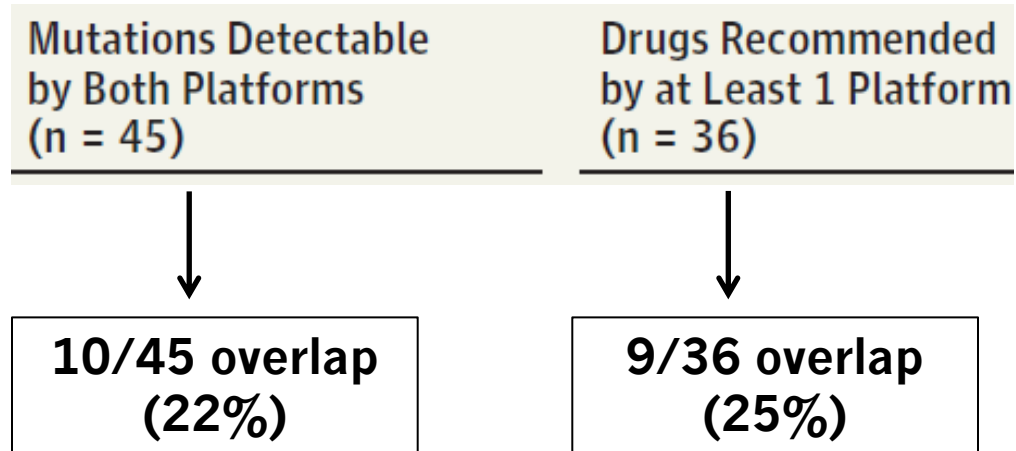 Mutations Detectable
by Both Platforms
(n = 45)
Drugs Recommended
by at Least 1 Platform
(n = 36)
10/45 overlap
(22%)
9/36 overlap
(25%)